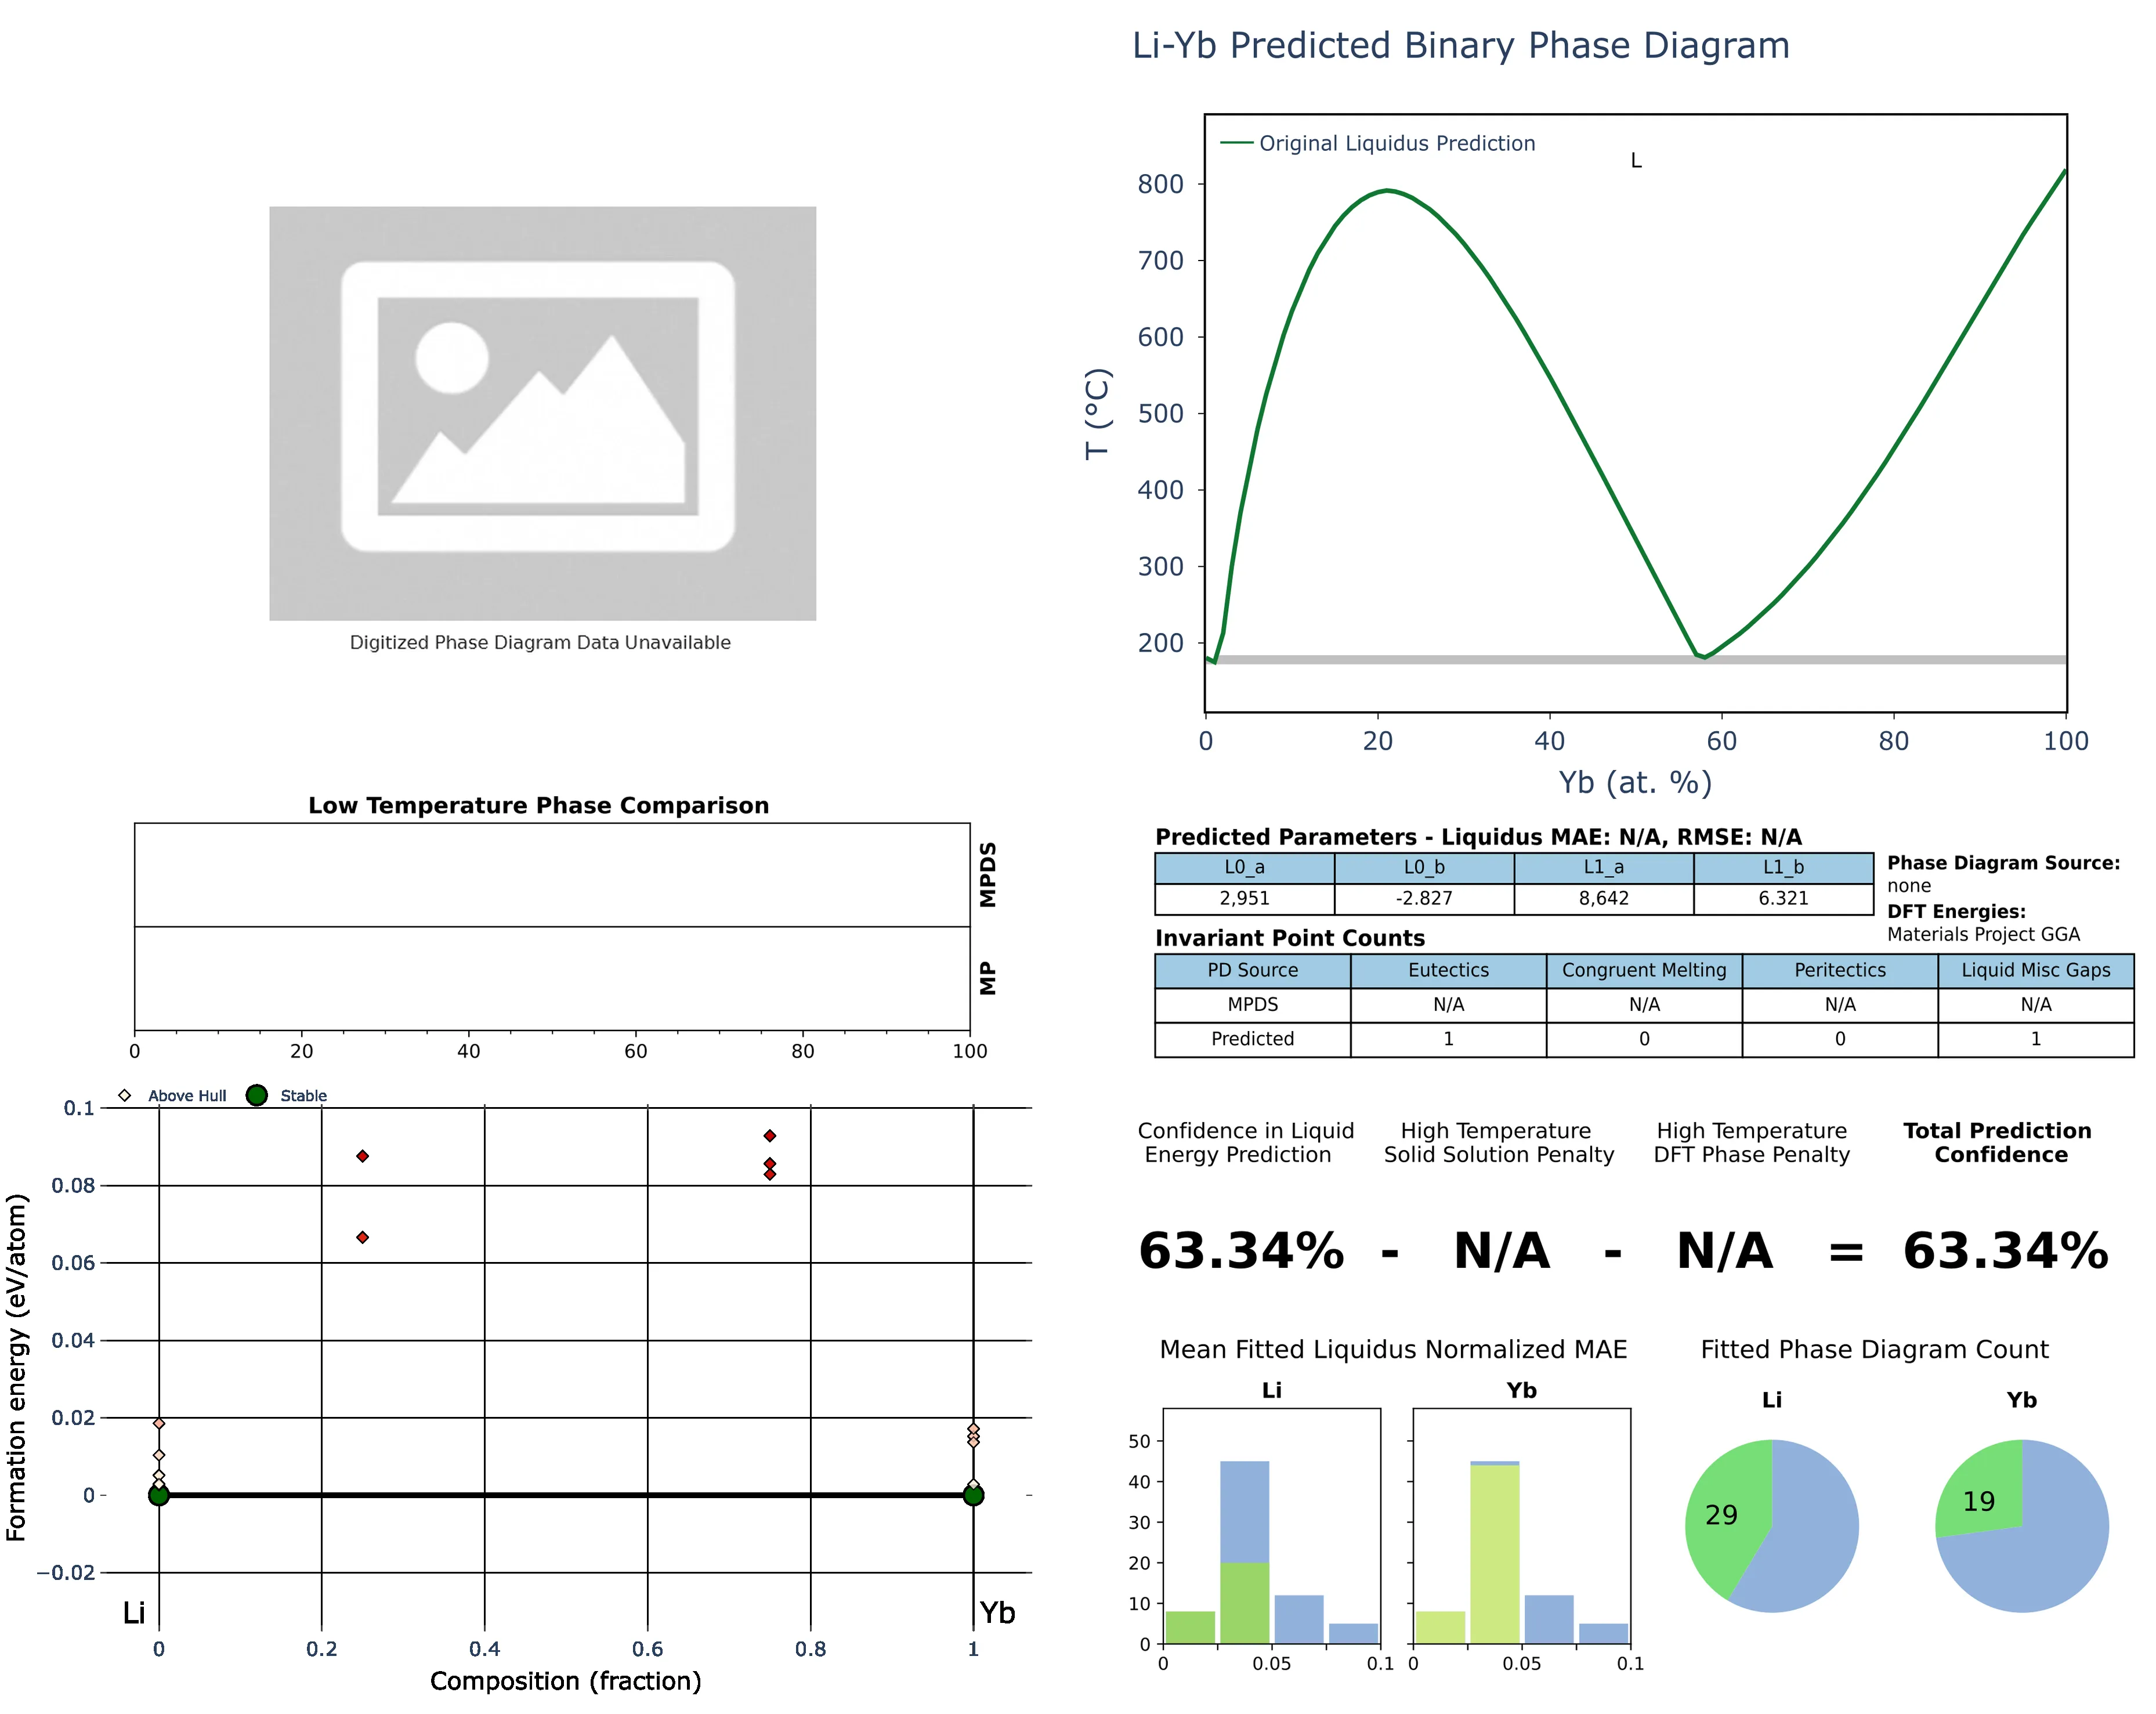 Li-Yb Predicted Binary Phase Diagram
Original Liquidus Prediction
L
800
700
600
500
400
300
200
T (°C)
0 20 40 60 80 100
Yb (at. %)
Digitized Phase Diagram Data Unavailable
Low Temperature Phase Comparison
MPDS
MP
0 20 40 60 80 100
Predicted Parameters - Liquidus MAE: N/A, RMSE: N/A
L0_a L0_b L1_a L1_b
2,951 -2.827 8,642 6.321
Phase Diagram Source:
none
DFT Energies:
Materials Project GGA
Invariant Point Counts
PD Source Eutectics Congruent Melting Peritectics Liquid Misc Gaps
MPDS N/A N/A N/A N/A
Predicted 1 0 0 1
Above Hull Stable
0.1
0.08
0.06
0.04
0.02
0
−0.02
Formation energy (eV/atom)
Li Yb
0 0.2 0.4 0.6 0.8 1
Composition (fraction)
Confidence in Liquid
Energy Prediction
High Temperature
Solid Solution Penalty
High Temperature
DFT Phase Penalty
Total Prediction
Confidence
63.34% - N/A - N/A = 63.34%
Mean Fitted Liquidus Normalized MAE
Li Yb
50
40
30
20
10
0
0 0.05 0.1 0 0.05 0.1
Fitted Phase Diagram Count
Li Yb
29 19